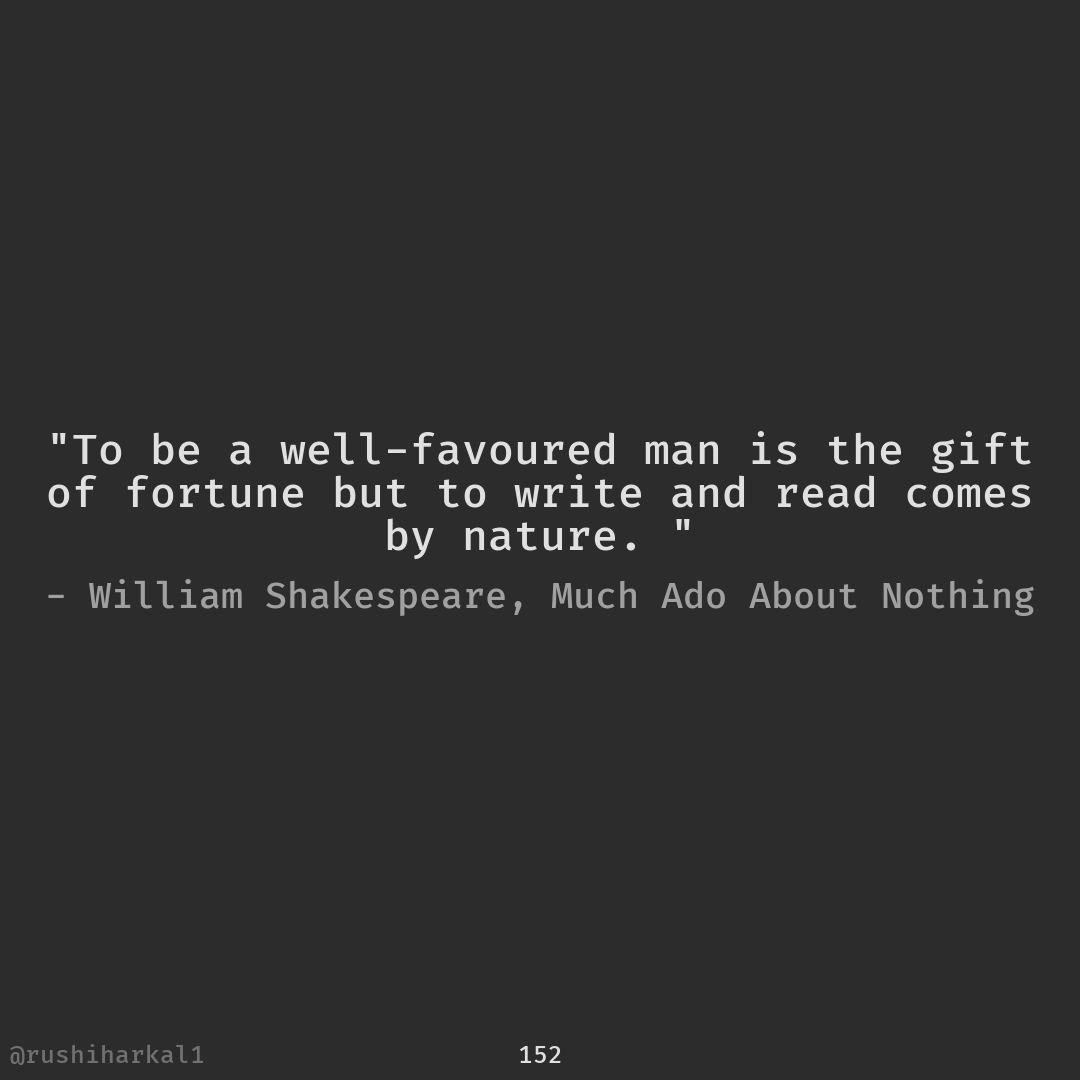 "To be a well-favoured man is the gift
of fortune but to write and read comes
by nature. "
- William Shakespeare, Much Ado About Nothing
@rushiharkal1
152